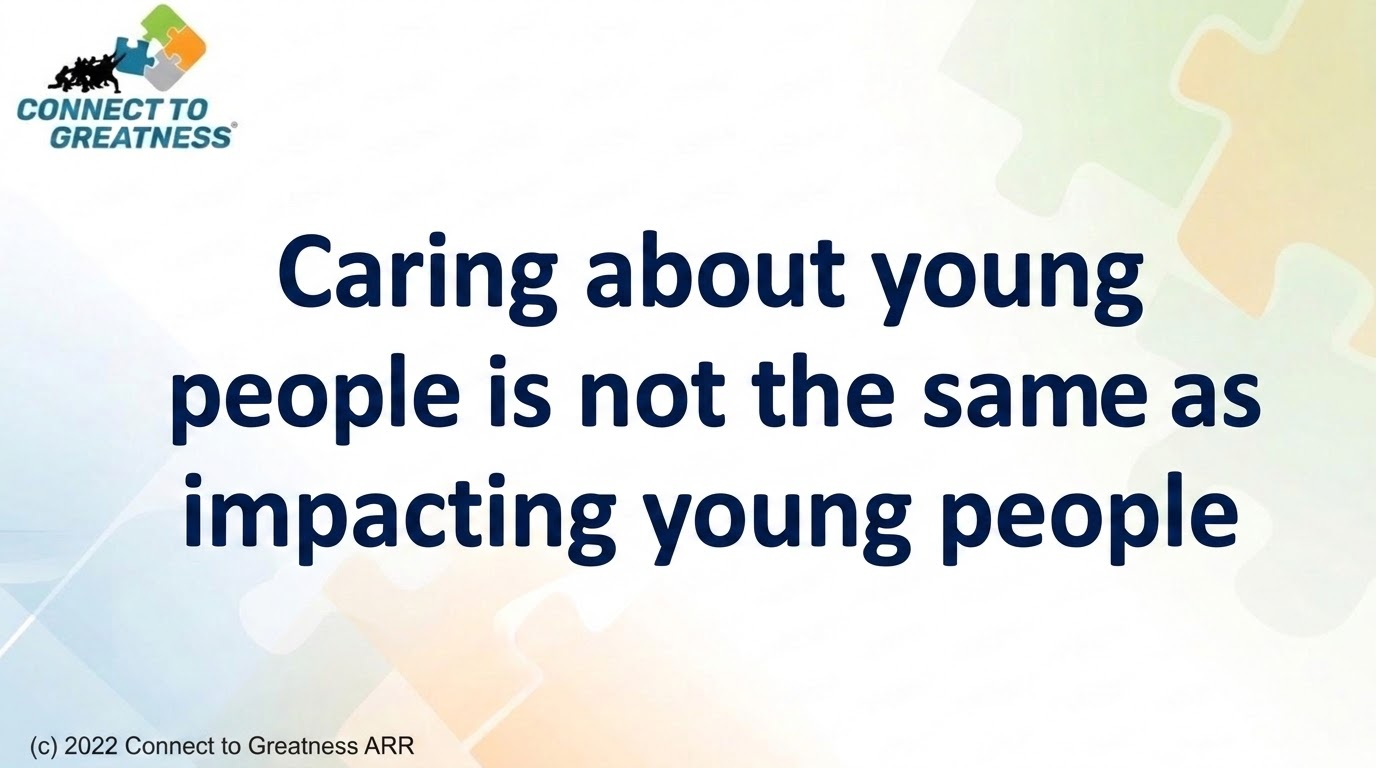 CONNECT TO
GREATNESS®
Caring about young
people is not the same as
impacting young people
(c) 2022 Connect to Greatness ARR